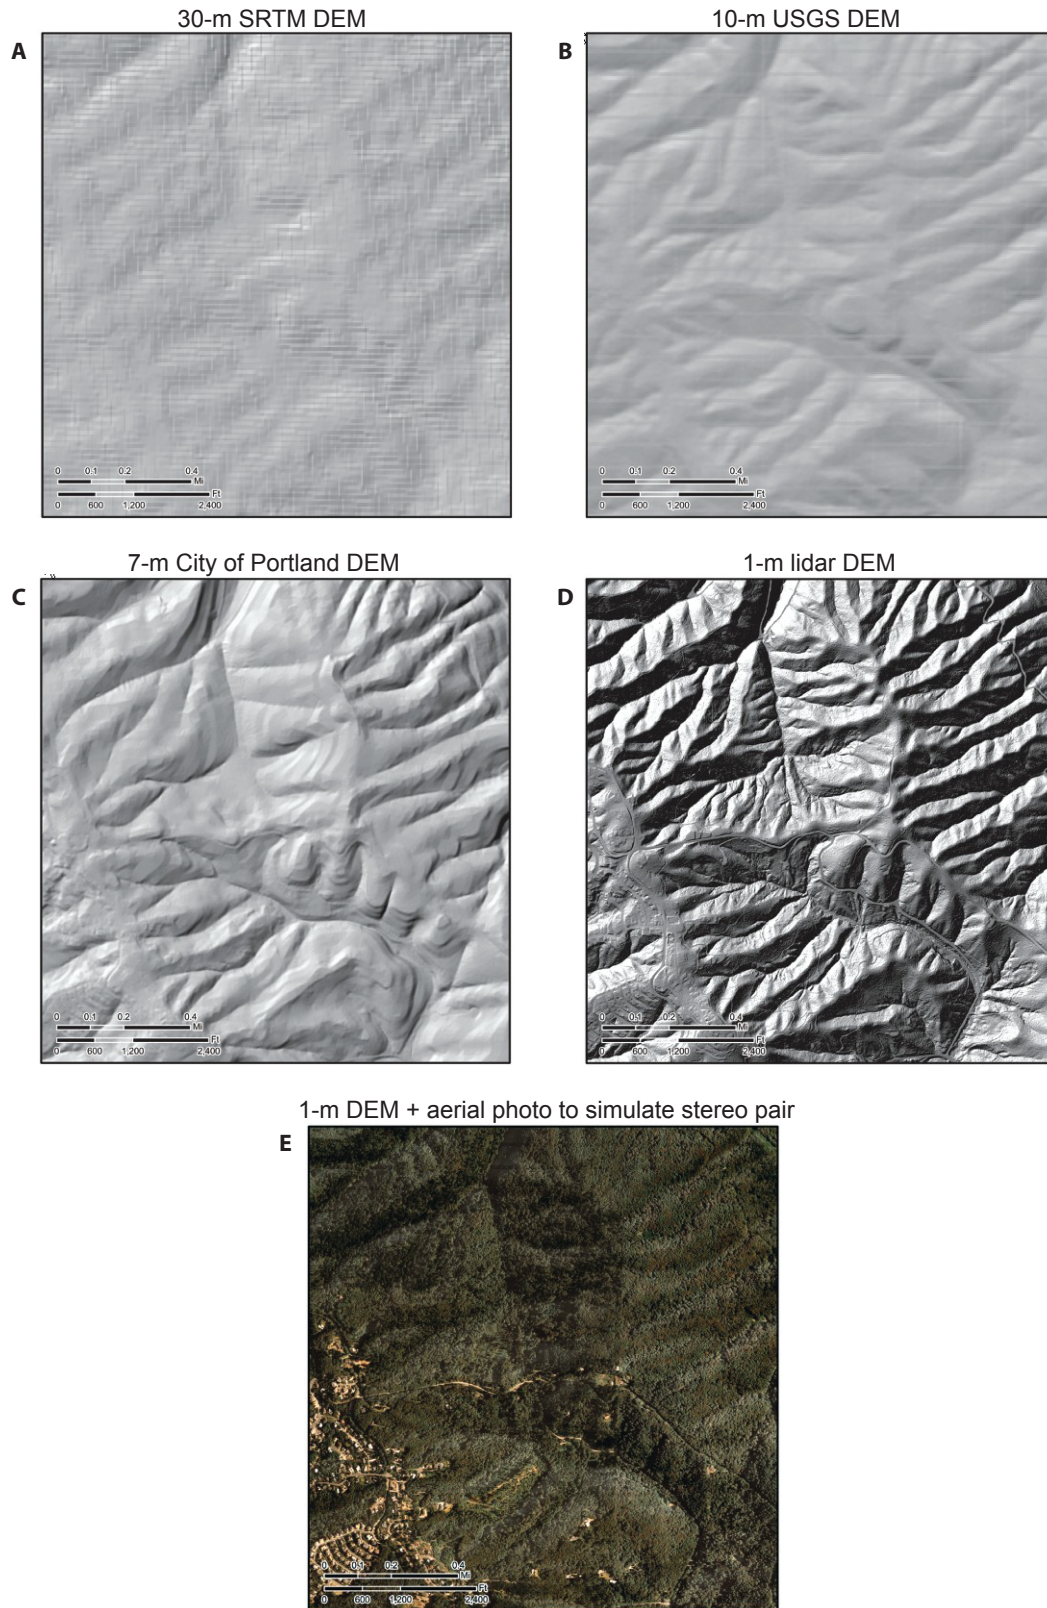 30-m SRTM DEM
10-m USGS DEM
A
B
0 0.1 0.2 0.4
Mi
Ft
0 600 1,200 2,400
0 0.1 0.2 0.4
Mi
Ft
0 600 1,200 2,400
7-m City of Portland DEM
1-m lidar DEM
C
D
0 0.1 0.2 0.4
Mi
Ft
0 600 1,200 2,400
0 0.1 0.2 0.4
Mi
Ft
0 600 1,200 2,400
1-m DEM + aerial photo to simulate stereo pair
E
0 0.1 0.2 0.4
Mi
Ft
0 600 1,200 2,400